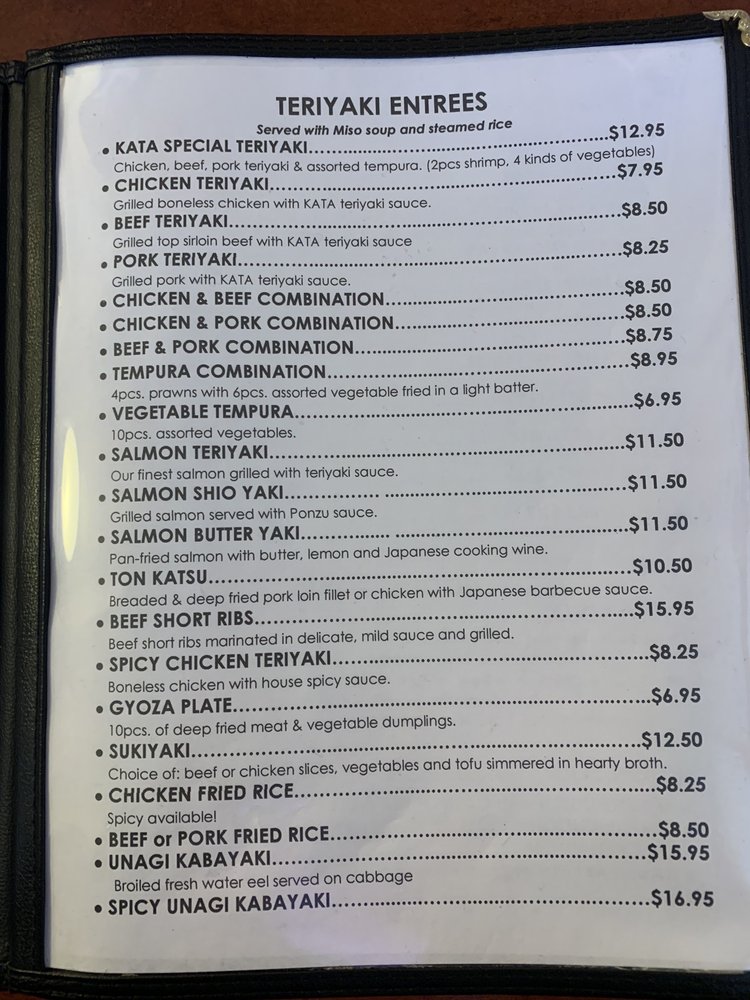 TERIYAKI ENTREES
Served with Miso soup and steamed rice
• KATA SPECIAL TERIYAKI....................................................$12.95
Chicken, beef, pork teriyaki & assorted tempura. (2pcs shrimp, 4 kinds of vegetables)
• CHICKEN TERIYAKI............................................................$7.95
Grilled boneless chicken with KATA teriyaki sauce.
• BEEF TERIYAKI....................................................................$8.50
Grilled top sirloin beef with KATA teriyaki sauce
• PORK TERIYAKI..................................................................$8.25
Grilled pork with KATA teriyaki sauce.
• CHICKEN & BEEF COMBINATION.........................................$8.50
• CHICKEN & PORK COMBINATION.......................................$8.50
• BEEF & PORK COMBINATION..............................................$8.75
• TEMPURA COMBINATION...................................................$8.95
4pcs. prawns with 6pcs. assorted vegetable fried in a light batter.
• VEGETABLE TEMPURA..........................................................$6.95
10pcs. assorted vegetables.
• SALMON TERIYAKI.............................................................$11.50
Our finest salmon grilled with teriyaki sauce.
• SALMON SHIO YAKI................ .........................................$11.50
Grilled salmon served with Ponzu sauce.
• SALMON BUTTER YAKI............... .......................................$11.50
Pan-fried salmon with butter, lemon and Japanese cooking wine.
• TON KATSU........................................................................$10.50
Breaded & deep fried pork loin fillet or chicken with Japanese barbecue sauce.
• BEEF SHORT RIBS................................................................$15.95
Beef short ribs marinated in delicate, mild sauce and grilled.
• SPICY CHICKEN TERIYAKI...................................................$8.25
Boneless chicken with house spicy sauce.
• GYOZA PLATE.....................................................................$6.95
10pcs. of deep fried meat & vegetable dumplings.
• SUKIYAKI...........................................................................$12.50
Choice of: beef or chicken slices, vegetables and tofu simmered in hearty broth.
• CHICKEN FRIED RICE..........................................................$8.25
Spicy available!
• BEEF or PORK FRIED RICE....................................................$8.50
• UNAGI KABAYAKI.............................................................$15.95
Broiled fresh water eel served on cabbage
• SPICY UNAGI KABAYAKI...................................................$16.95